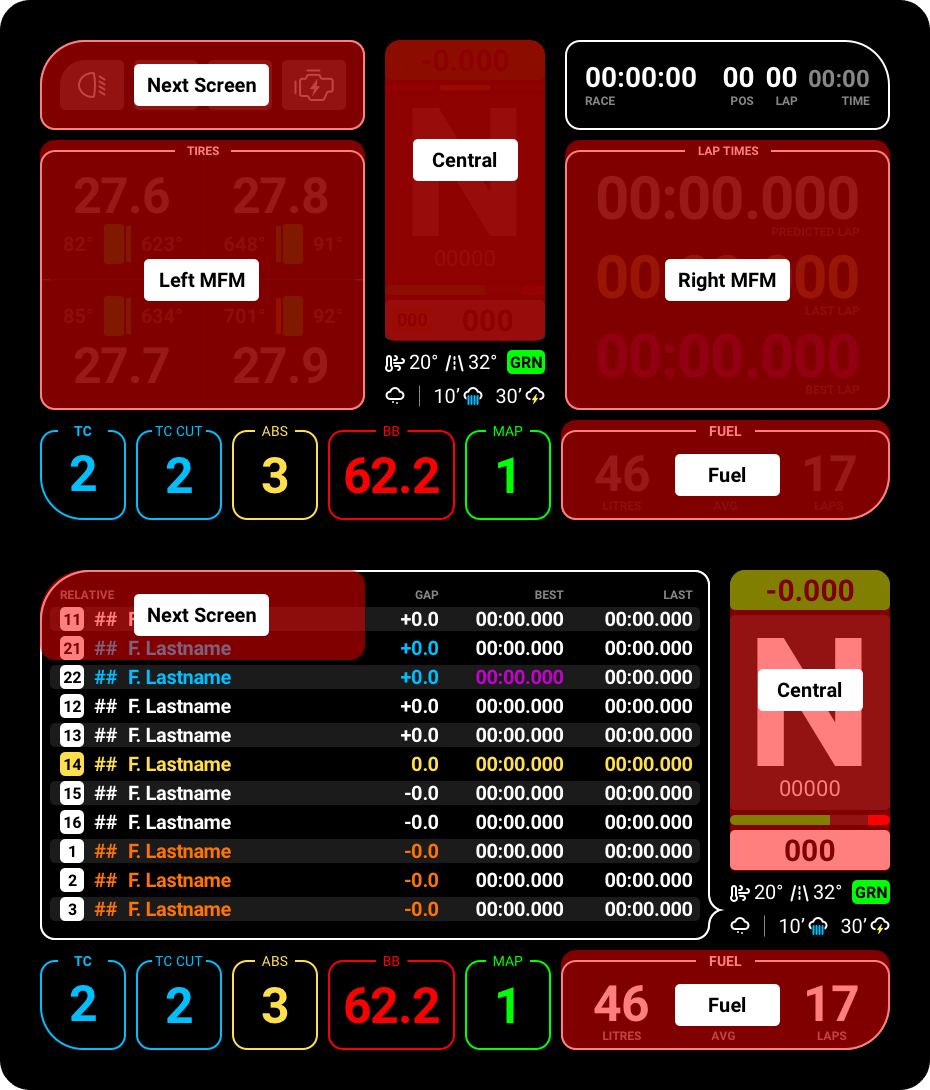 Next Screen
-0.000
N
Central
00000
000 000
20° 32° GRN
10’ 30’
00:00:00 00 00 00:00
RACE POS LAP TIME
TIRES
27.6 27.8
82° 623° 648° 91°
Left MFM
85° 634° 701° 92°
27.7 27.9
LAP TIMES
00:00.000
PREDICTED LAP
Right MFM
LAST LAP
00:00.000
BEST LAP
TC TC CUT ABS BB MAP FUEL
2 2 3 62.2 1 46 Fuel 17
LITRES AVG LAPS
RELATIVE GAP BEST LAST
Next Screen
11 ## +0.0 00:00.000 00:00.000
21 ## F. Lastname +0.0 00:00.000 00:00.000
22 ## F. Lastname +0.0 00:00.000 00:00.000
12 ## F. Lastname +0.0 00:00.000 00:00.000
13 ## F. Lastname +0.0 00:00.000 00:00.000
14 ## F. Lastname 0.0 00:00.000 00:00.000
15 ## F. Lastname -0.0 00:00.000 00:00.000
16 ## F. Lastname -0.0 00:00.000 00:00.000
1 ## F. Lastname -0.0 00:00.000 00:00.000
2 ## F. Lastname -0.0 00:00.000 00:00.000
3 ## F. Lastname -0.0 00:00.000 00:00.000
-0.000
N
Central
00000
000
20° 32° GRN
10’ 30’
TC TC CUT ABS BB MAP FUEL
2 2 3 62.2 1 46 Fuel 17
LITRES AVG LAPS